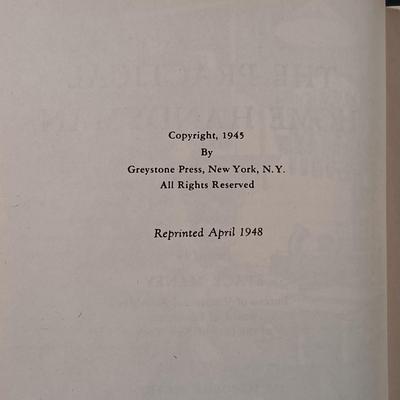 Copyright, 1945
By
Greystone Press, New York, N.Y.
All Rights Reserved
Reprinted April 1948